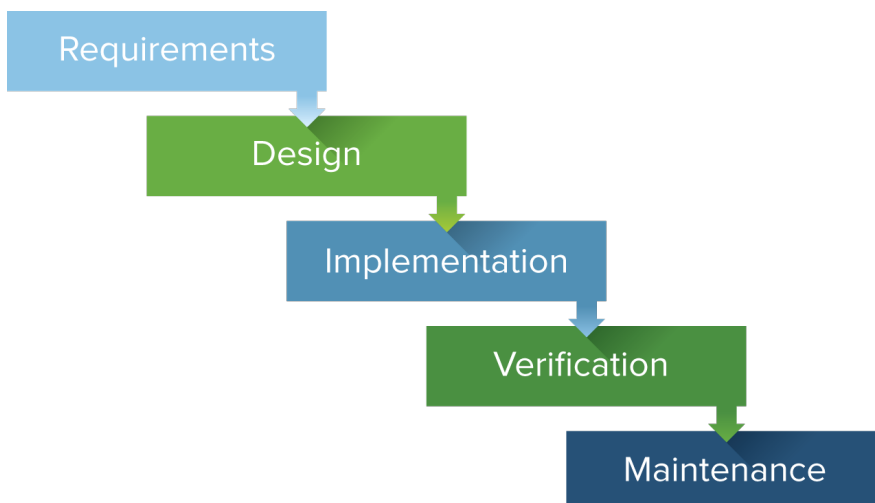 Requirements
Design
Implementation
Verification
Maintenance